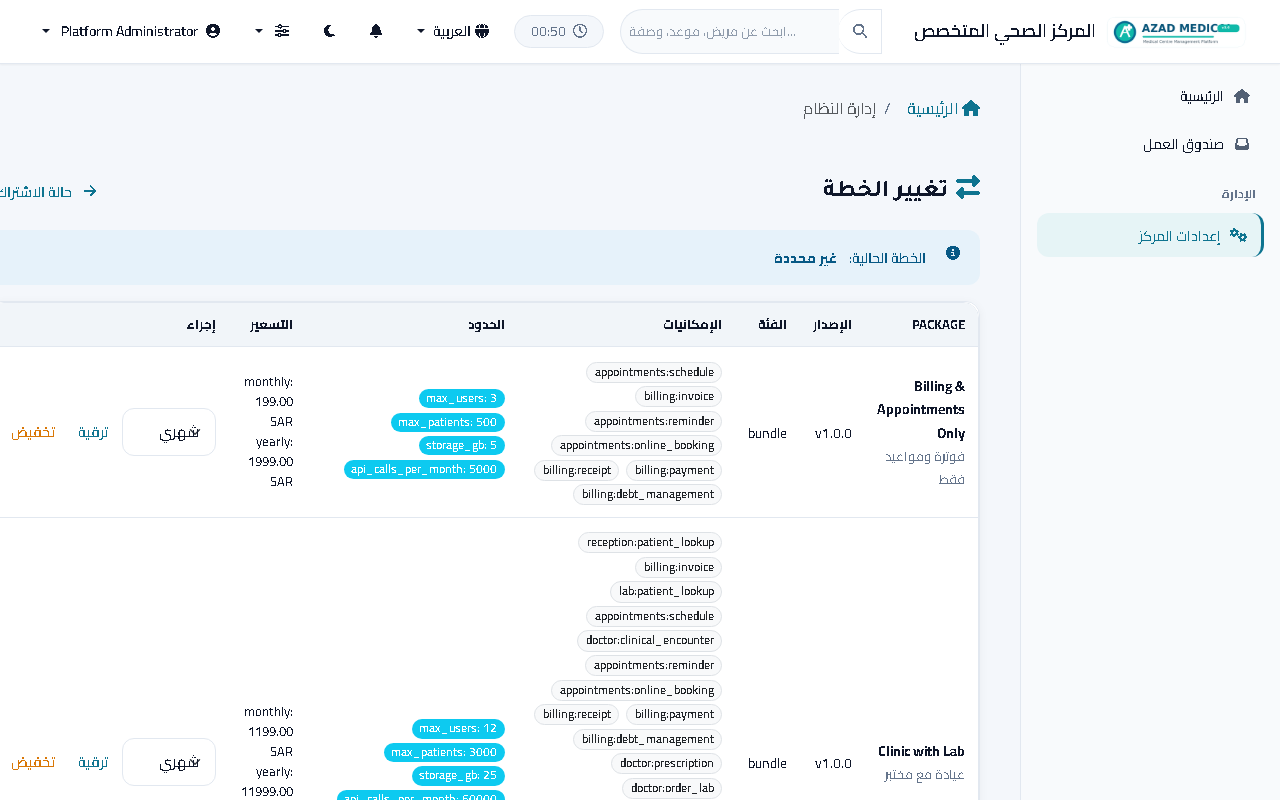 AZAD MEDIC
Medical Centre Management Platform
المركز الصحي المتخصص
ابحث عن مريض، موعد، وصفة...
00:50
العربية
Platform Administrator
الرئيسية
صندوق العمل
الإدارة
إعدادات المركز
الرئيسية / إدارة النظام
تغيير الخطة
حالة الاشتراك
الخطة الحالية: غير محددة
PACKAGE الإصدار الفئة الإمكانيات الحدود التسعير إجراء
Billing &
Appointments
Only
فوترة ومواعيد
فقط
v1.0.0
bundle
appointments:schedule
billing:invoice
appointments:reminder
appointments:online_booking
billing:payment billing:receipt
billing:debt_management
max_users: 3
max_patients: 500
storage_gb: 5
api_calls_per_month: 5000
monthly:
199.00
SAR
yearly:
1999.00
SAR
شهري
ترقية
تخفيض
Clinic with Lab
عيادة مع مختبر
v1.0.0
bundle
reception:patient_lookup
billing:invoice
lab:patient_lookup
appointments:schedule
doctor:clinical_encounter
appointments:reminder
appointments:online_booking
billing:payment billing:receipt
billing:debt_management
doctor:prescription
doctor:order_lab
max_users: 12
max_patients: 3000
storage_gb: 25
api_calls_per_month: 50000
monthly:
1199.00
SAR
yearly:
11999.00
شهري
ترقية
تخفيض